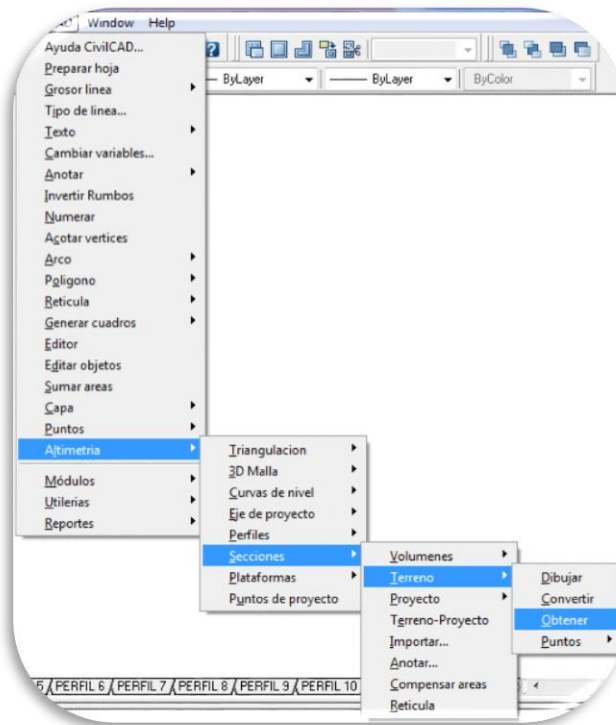 Window Help
Ayuda CivilCAD...
Preparar hoja
Grosor linea
Tipo de linea...
Texto
Cambiar variables...
Anotar
Invertir Rumbos
Numerar
Acotar vertices
Arco
Poligono
Reticula
Generar cuadros
Editor
Editar objetos
Sumar areas
Capa
Puntos
Altimetria
Módulos
Utilerias
Reportes
ByLayer
ByLayer
ByColor
Triangulacion
3D Malla
Curvas de nivel
Eje de proyecto
Perfiles
Secciones
Plataformas
Puntos de proyecto
Volumenes
Terreno
Proyecto
Terreno-Proyecto
Importar...
Anotar...
Compensar areas
Reticula
Dibujar
Convertir
Obtener
Puntos
5 PERFIL 6 PERFIL 7 PERFIL 8 PERFIL 9 PERFIL 10